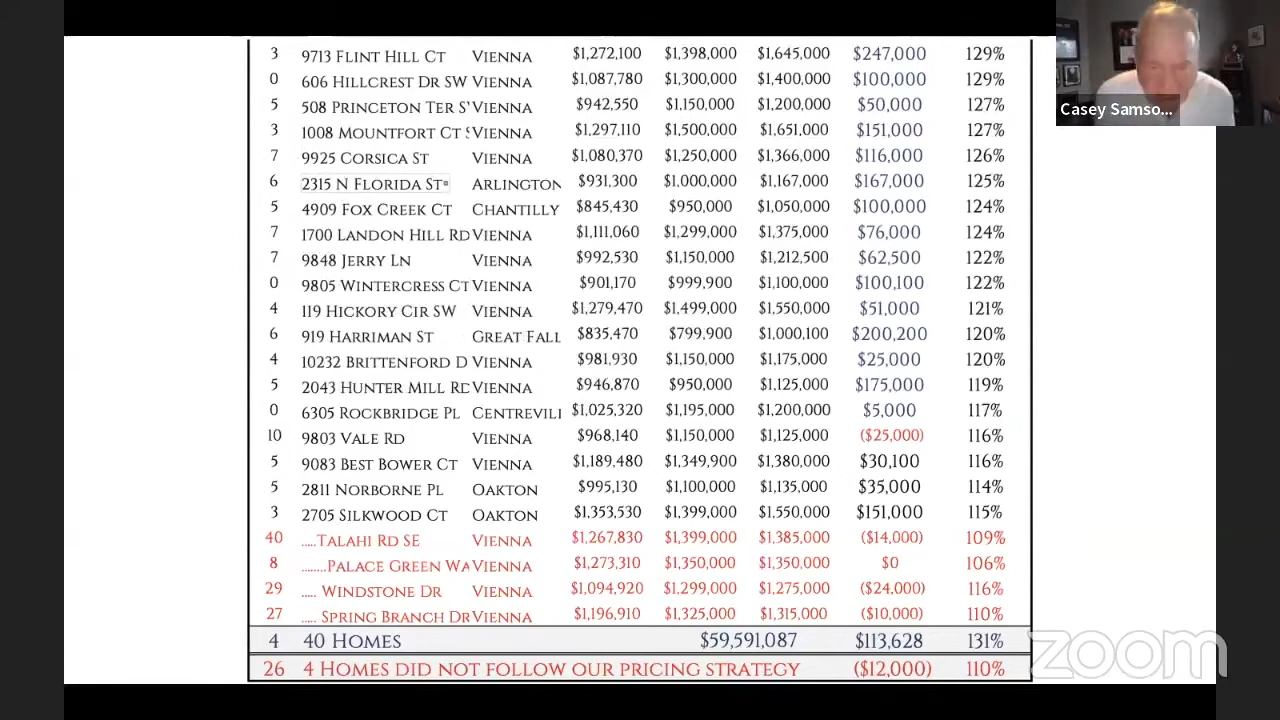 3 9713 Flint Hill Ct Vienna $1,272,100 $1,398,000 $1,645,000 $247,000 129%
0 606 Hillcrest Dr SW Vienna $1,087,780 $1,300,000 $1,400,000 $100,000 129%
5 508 Princeton Ter S Vienna $942,550 $1,150,000 $1,200,000 $50,000 127%
3 1008 Mountfort Ct Vienna $1,297,110 $1,500,000 $1,651,000 $151,000 127%
7 9925 Corsica St Vienna $1,080,370 $1,250,000 $1,366,000 $116,000 126%
6 2315 N Florida St Arlington $931,300 $1,000,000 $1,167,000 $167,000 125%
5 4909 Fox Creek Ct Chantilly $845,430 $950,000 $1,050,000 $100,000 124%
7 1700 Landon Hill Rd Vienna $1,111,060 $1,299,000 $1,375,000 $76,000 124%
7 9848 Jerry Ln Vienna $992,530 $1,150,000 $1,212,500 $62,500 122%
0 9805 Wintercress Ct Vienna $901,170 $999,900 $1,100,000 $100,100 122%
4 119 Hickory Cir SW Vienna $1,279,470 $1,499,000 $1,550,000 $51,000 121%
6 919 Harriman St Great Fall $835,470 $799,900 $1,000,100 $200,200 120%
4 10232 Brittenford D Vienna $981,930 $1,150,000 $1,175,000 $25,000 120%
5 2043 Hunter Mill Rd Vienna $946,870 $950,000 $1,125,000 $175,000 119%
0 6305 Rockbridge Pl Centrevill $1,025,320 $1,195,000 $1,200,000 $5,000 117%
10 9803 Vale Rd Vienna $968,140 $1,150,000 $1,125,000 ($25,000) 116%
5 9083 Best Bower Ct Vienna $1,189,480 $1,349,900 $1,380,000 $30,100 116%
5 2811 Norborne Pl Oakton $995,130 $1,100,000 $1,135,000 $35,000 114%
3 2705 Silkwood Ct Oakton $1,353,530 $1,399,000 $1,550,000 $151,000 115%
40 .....Talahi Rd SE Vienna $1,267,830 $1,399,000 $1,385,000 ($14,000) 109%
8 ........Palace Green Wa Vienna $1,273,310 $1,350,000 $1,350,000 $0 106%
29 ..... Windstone Dr Vienna $1,094,920 $1,299,000 $1,275,000 ($24,000) 116%
27 ..... Spring Branch Dr Vienna $1,196,910 $1,325,000 $1,315,000 ($10,000) 110%
4 40 Homes $59,591,087 $113,628 131%
26 4 Homes did not follow our pricing strategy ($12,000) 110%
Casey Samso...
zoom